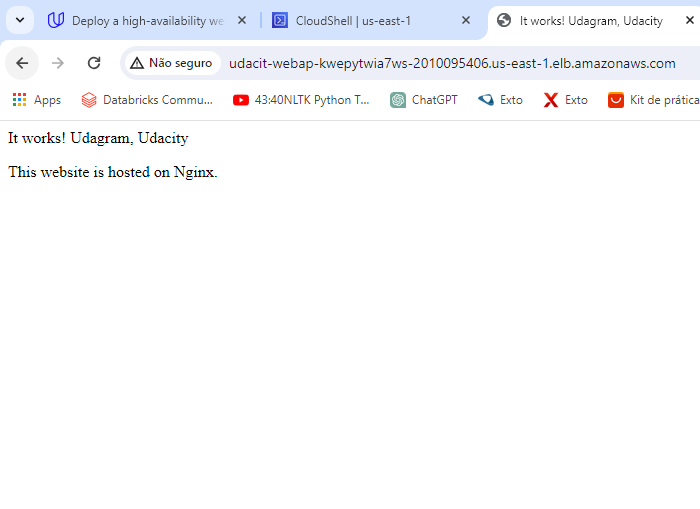 Deploy a high-availability we
CloudShell | us-east-1
It works! Udagram, Udacity
Não seguro
udacit-webap-kwepytwia7ws-2010095406.us-east-1.elb.amazonaws.com
Apps
Databricks Commu...
43:40NLTK Python T...
ChatGPT
Exto
Exto
Kit de prática
It works! Udagram, Udacity
This website is hosted on Nginx.